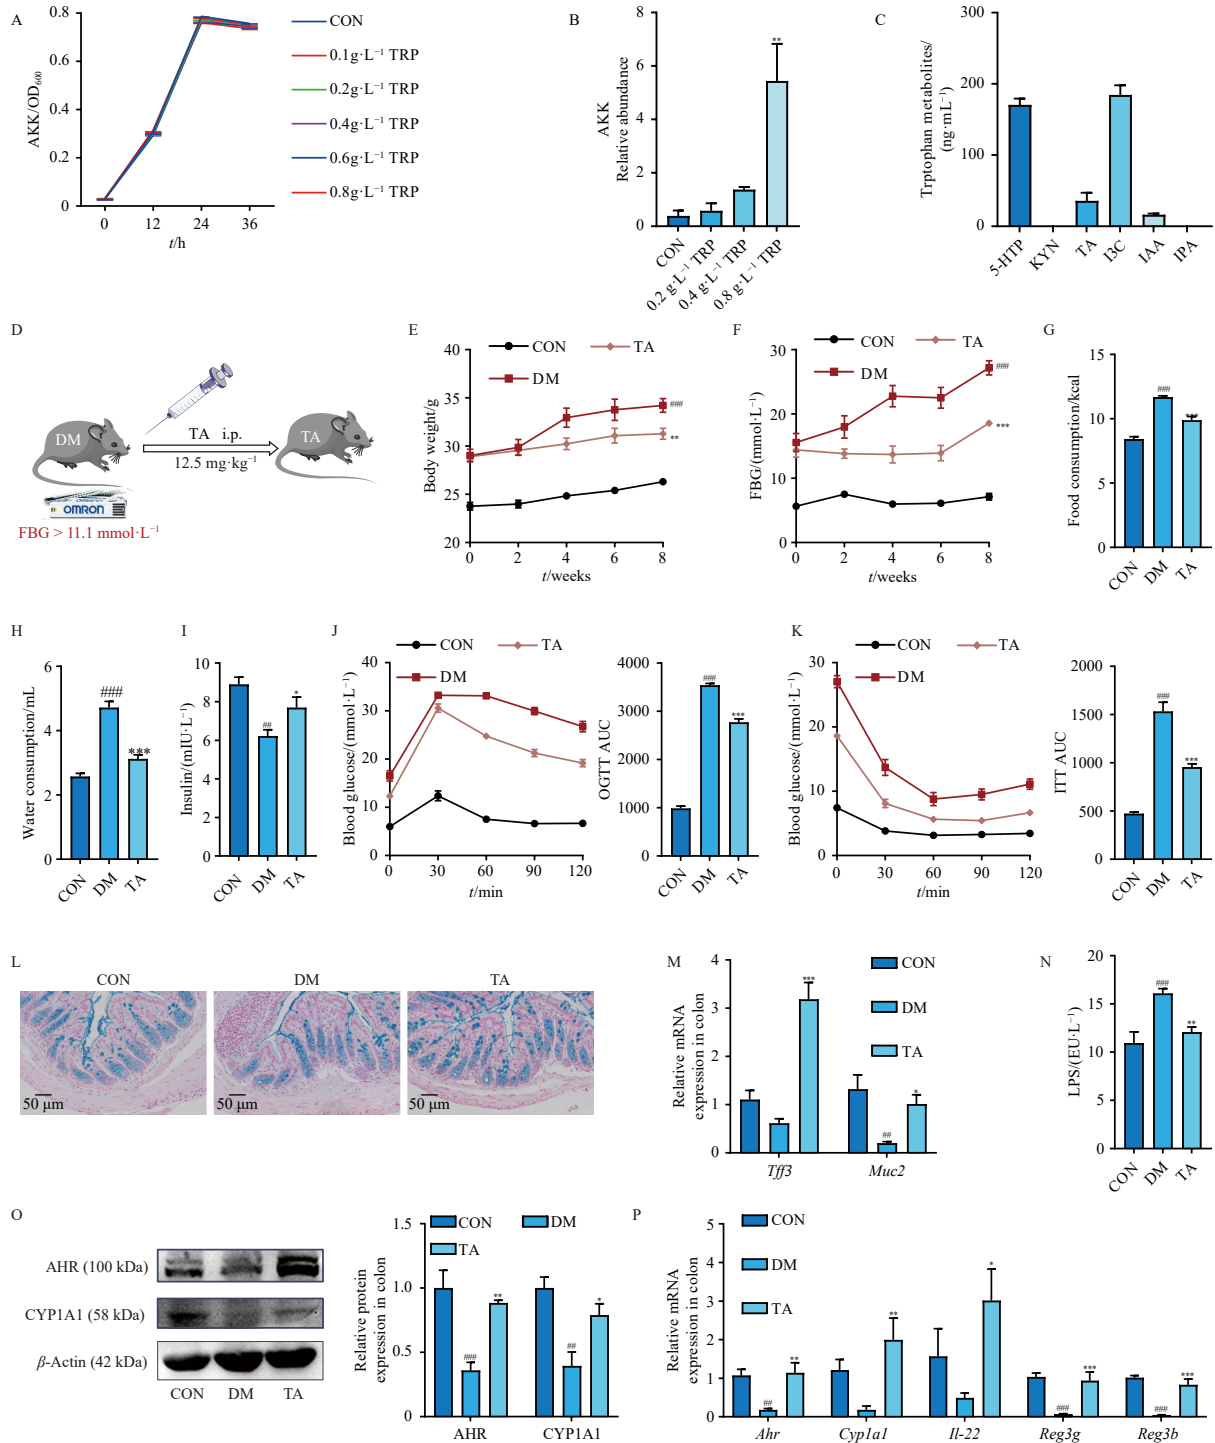 A
AKK/OD600
0.8
0.6
0.4
0.2
0
0 12 24 36
t/h
CON
0.1g·L−1 TRP
0.2g·L−1 TRP
0.4g·L−1 TRP
0.6g·L−1 TRP
0.8g·L−1 TRP
B
AKK
Relative abundance
8
6
4
2
0
**
CON
0.2 g·L−1 TRP
0.4 g·L−1 TRP
0.8 g·L−1 TRP
C
Trptophan metabolites/
(ng·mL−1)
300
200
100
0
5-HTP KYN TA I3C IAA IPA
D
DM
TA i.p.
12.5 mg·kg−1
TA
OMRON
FBG > 11.1 mmol·L−1
E
CON TA
DM
Body weight/g
40
35
30
25
20
###
**
0 2 4 6 8
t/weeks
F
CON TA
DM
FBG/(mmol·L−1)
30
20
10
0
###
***
0 2 4 6 8
t/weeks
G
Food consumption/kcal
15
10
5
0
###
***
CON DM TA
H
Water consumption/mL
6
4
2
0
###
***
CON DM TA
I
Insulin/(mIU·L−1)
10
8
6
4
2
0
##
*
CON DM TA
J
CON TA
DM
Blood glucose/(mmol·L−1)
40
30
20
10
0
0 30 60 90 120
t/min
OGTT AUC
4000
3000
2000
1000
0
###
***
CON DM TA
K
CON TA
DM
Blood glucose/(mmol·L−1)
30
20
10
0
0 30 60 90 120
t/min
ITT AUC
2000
1500
1000
500
0
###
***
CON DM TA
L
CON DM TA
50 μm 50 μm 50 μm
M
Relative mRNA
expression in colon
4
3
2
1
0
CON
DM
TA
***
##
*
Tff3 Muc2
N
LPS/(EU·L−1)
20
15
10
5
0
###
**
CON DM TA
O
AHR (100 kDa)
CYP1A1 (58 kDa)
β-Actin (42 kDa)
CON DM TA
Relative protein
expression in colon
1.5
1.0
0.5
0
CON DM
TA
###
**
##
*
AHR CYP1A1
P
Relative mRNA
expression in colon
5
4
3
2
1
0
CON
DM
TA
##
**
**
*
###
***
###
***
Ahr Cyp1a1 Il-22 Reg3g Reg3b